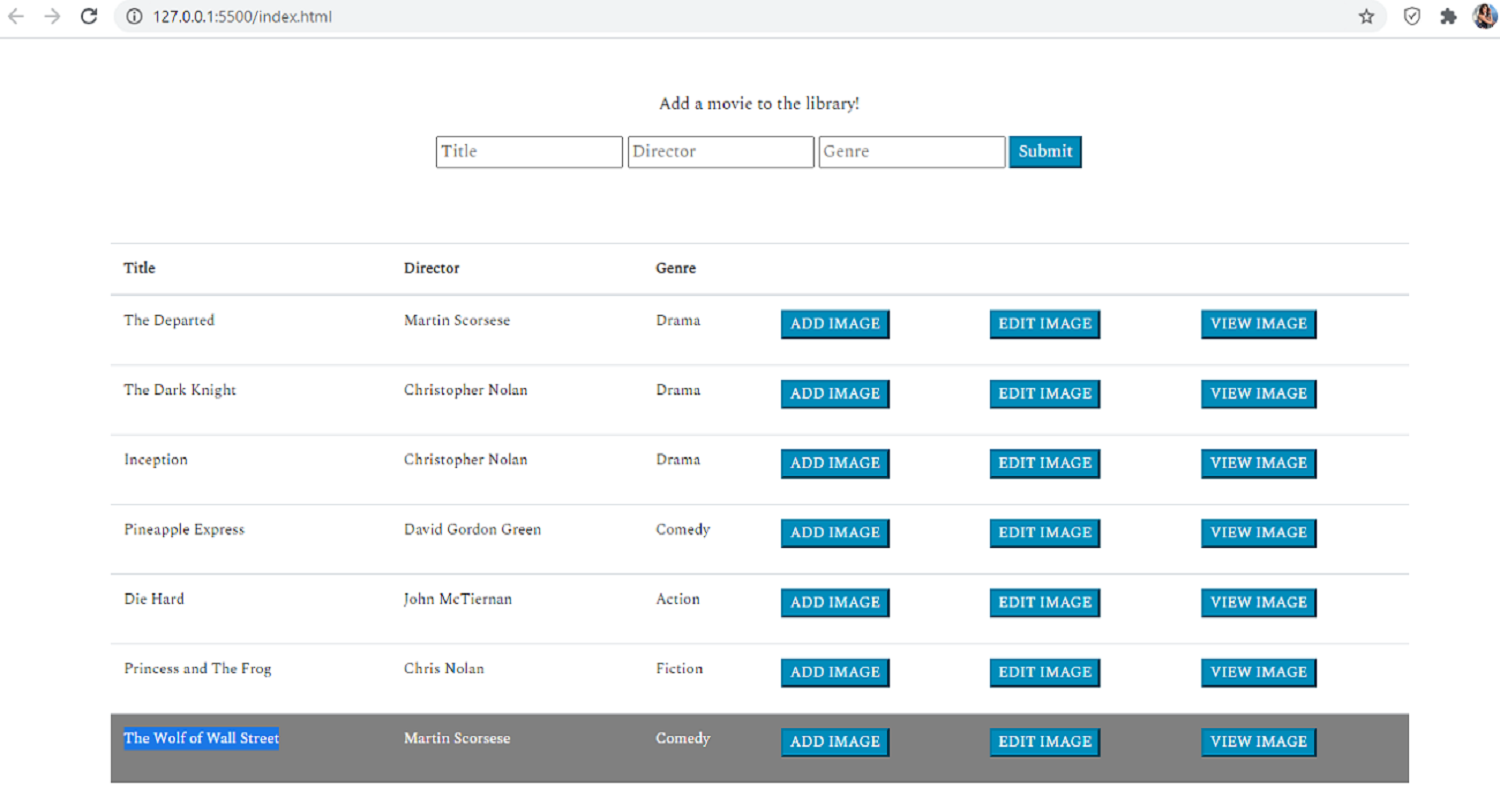 127.0.0.1:5500/index.html
Add a movie to the library!
Title Director Genre Submit
Title Director Genre
The Departed Martin Scorsese Drama ADD IMAGE EDIT IMAGE VIEW IMAGE
The Dark Knight Christopher Nolan Drama ADD IMAGE EDIT IMAGE VIEW IMAGE
Inception Christopher Nolan Drama ADD IMAGE EDIT IMAGE VIEW IMAGE
Pineapple Express David Gordon Green Comedy ADD IMAGE EDIT IMAGE VIEW IMAGE
Die Hard John McTiernan Action ADD IMAGE EDIT IMAGE VIEW IMAGE
Princess and The Frog Chris Nolan Fiction ADD IMAGE EDIT IMAGE VIEW IMAGE
The Wolf of Wall Street Martin Scorsese Comedy ADD IMAGE EDIT IMAGE VIEW IMAGE